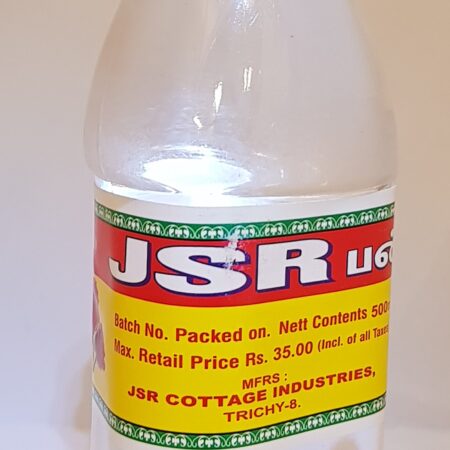 JSR
Batch No. Packed on. Nett Contents
Max. Retail Price Rs. 35.00 (Incl. of all
MFRS :
JSR COTTAGE INDUSTRIES,
TRICHY-8.